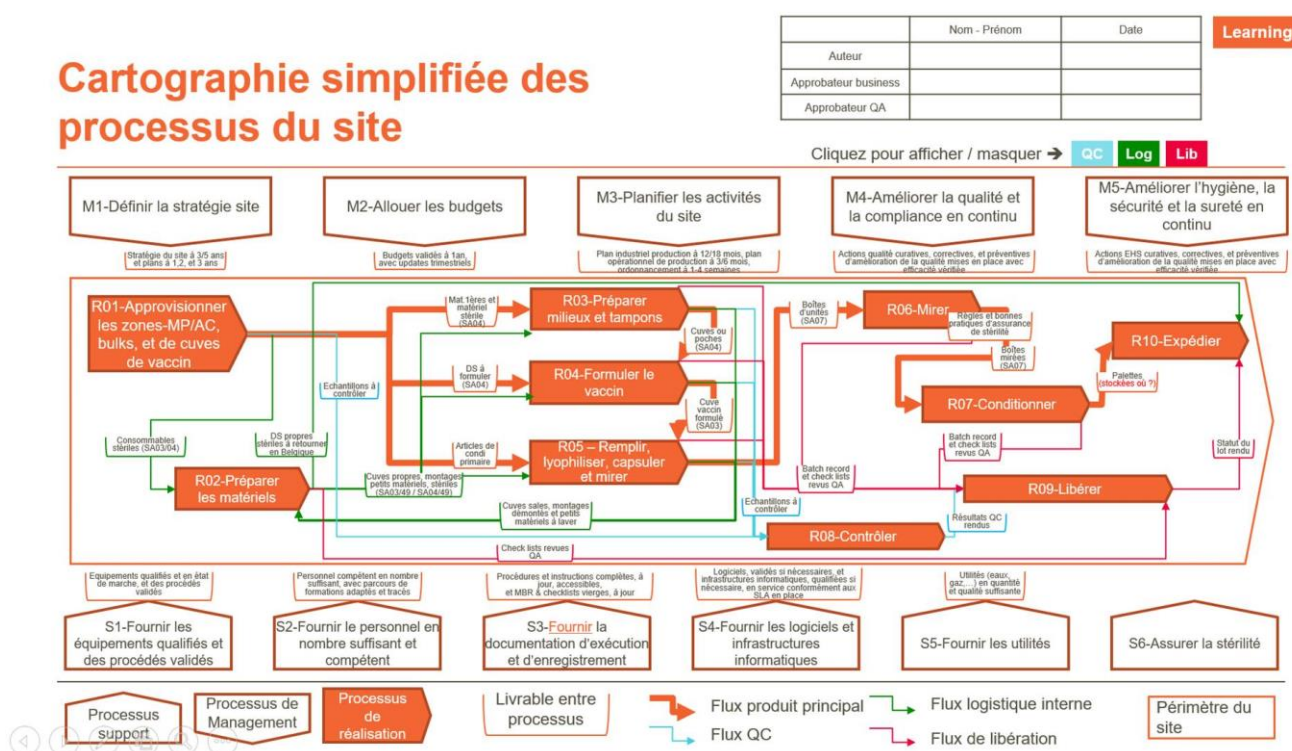 Nom - Prénom
Date
Learning
Auteur
Approbateur business
Approbateur QA
Cartographie simplifiée des
processus du site
Cliquez pour afficher / masquer ➔
QC
Log
Lib
M1-Définir la stratégie site
M2-Allouer les budgets
M3-Planifier les activités
du site
M4-Améliorer la qualité et
la compliance en continu
M5-Améliorer l'hygiène, la
sécurité et la sureté en
continu
Stratégie du site à 3/5 ans
et plans à 1,2, et 3 ans
Budgets validés à 1an,
avec updates trimestriels
Plan industriel production à 12/18 mois, plan
opérationnel de production à 3/6 mois,
ordonnancement à 1-4 semaines
Actions qualité curatives, correctives, et préventives
d'amélioration de la qualité mises en place avec
efficacité vérifiée
Actions EHS curatives, correctives, et préventives
d'amélioration de la qualité mises en place avec
efficacité vérifiée
R01-Approvisionner
les zones-MP/AC,
bulks, et de cuves
de vaccin
Mat 1ères et
matériel
stérile
(SA04)
R03-Préparer
milieux et tampons
Boîtes
d'unités
(SA07)
R06-Mirer
Règles et bonnes
pratiques d'assurance
de stérilité
R10-Expédier
Cuves ou
poches
(SA04)
Boîtes
mirées
(SA07)
Echantillons à
contrôler
DS à
formuler
(SA04)
R04-Formuler le
vaccin
Palettes
(stockées où ?)
R07-Conditionner
Cuve
vaccin
formulé
(SA03)
Consommables
stériles (SA03/04)
DS propres
stériles à retourner
en Belgique
Articles de
condi
primaire
R05 – Remplir,
lyophiliser, capsuler
et mirer
Batch record
et check lists
revus QA
Batch record
et check lists
revus QA
Statut du
lot rendu
R02-Préparer
les matériels
Cuves propres, montages
petits matériels, stériles
(SA03/49 / SA04/49)
R09-Libérer
Cuves sales, montages
démontés et petits
matériels à laver
Echantillons à
contrôler
Résultats QC
rendus
R08-Contrôler
Check lists revues
QA
Equipements qualifiés et en état
de marche, et des procédés
validés
Personnel compétent en nombre
suffisant, avec parcours de
formations adaptés et tracés
Procédures et instructions complètes, à
jour, accessibles,
et MBR & checklists vierges, à jour
Logiciels, validés si nécessaires, et
infrastructures informatiques, qualifiées si
nécessaire, en service conformément aux
SLA en place
Utilités (eaux,
gaz,...) en quantité
et qualité suffisante
S1-Fournir les
équipements qualifiés et
des procédés validés
S2-Fournir le personnel en
nombre suffisant et
compétent
S3-Fournir la
documentation d'exécution
et d'enregistrement
S4-Fournir les logiciels et
infrastructures
informatiques
S5-Fournir les utilités
S6-Assurer la stérilité
Processus
support
Processus de
Management
Processus
de
réalisation
Livrable entre
processus
Flux produit principal
Flux QC
Flux logistique interne
Flux de libération
Périmètre du
site